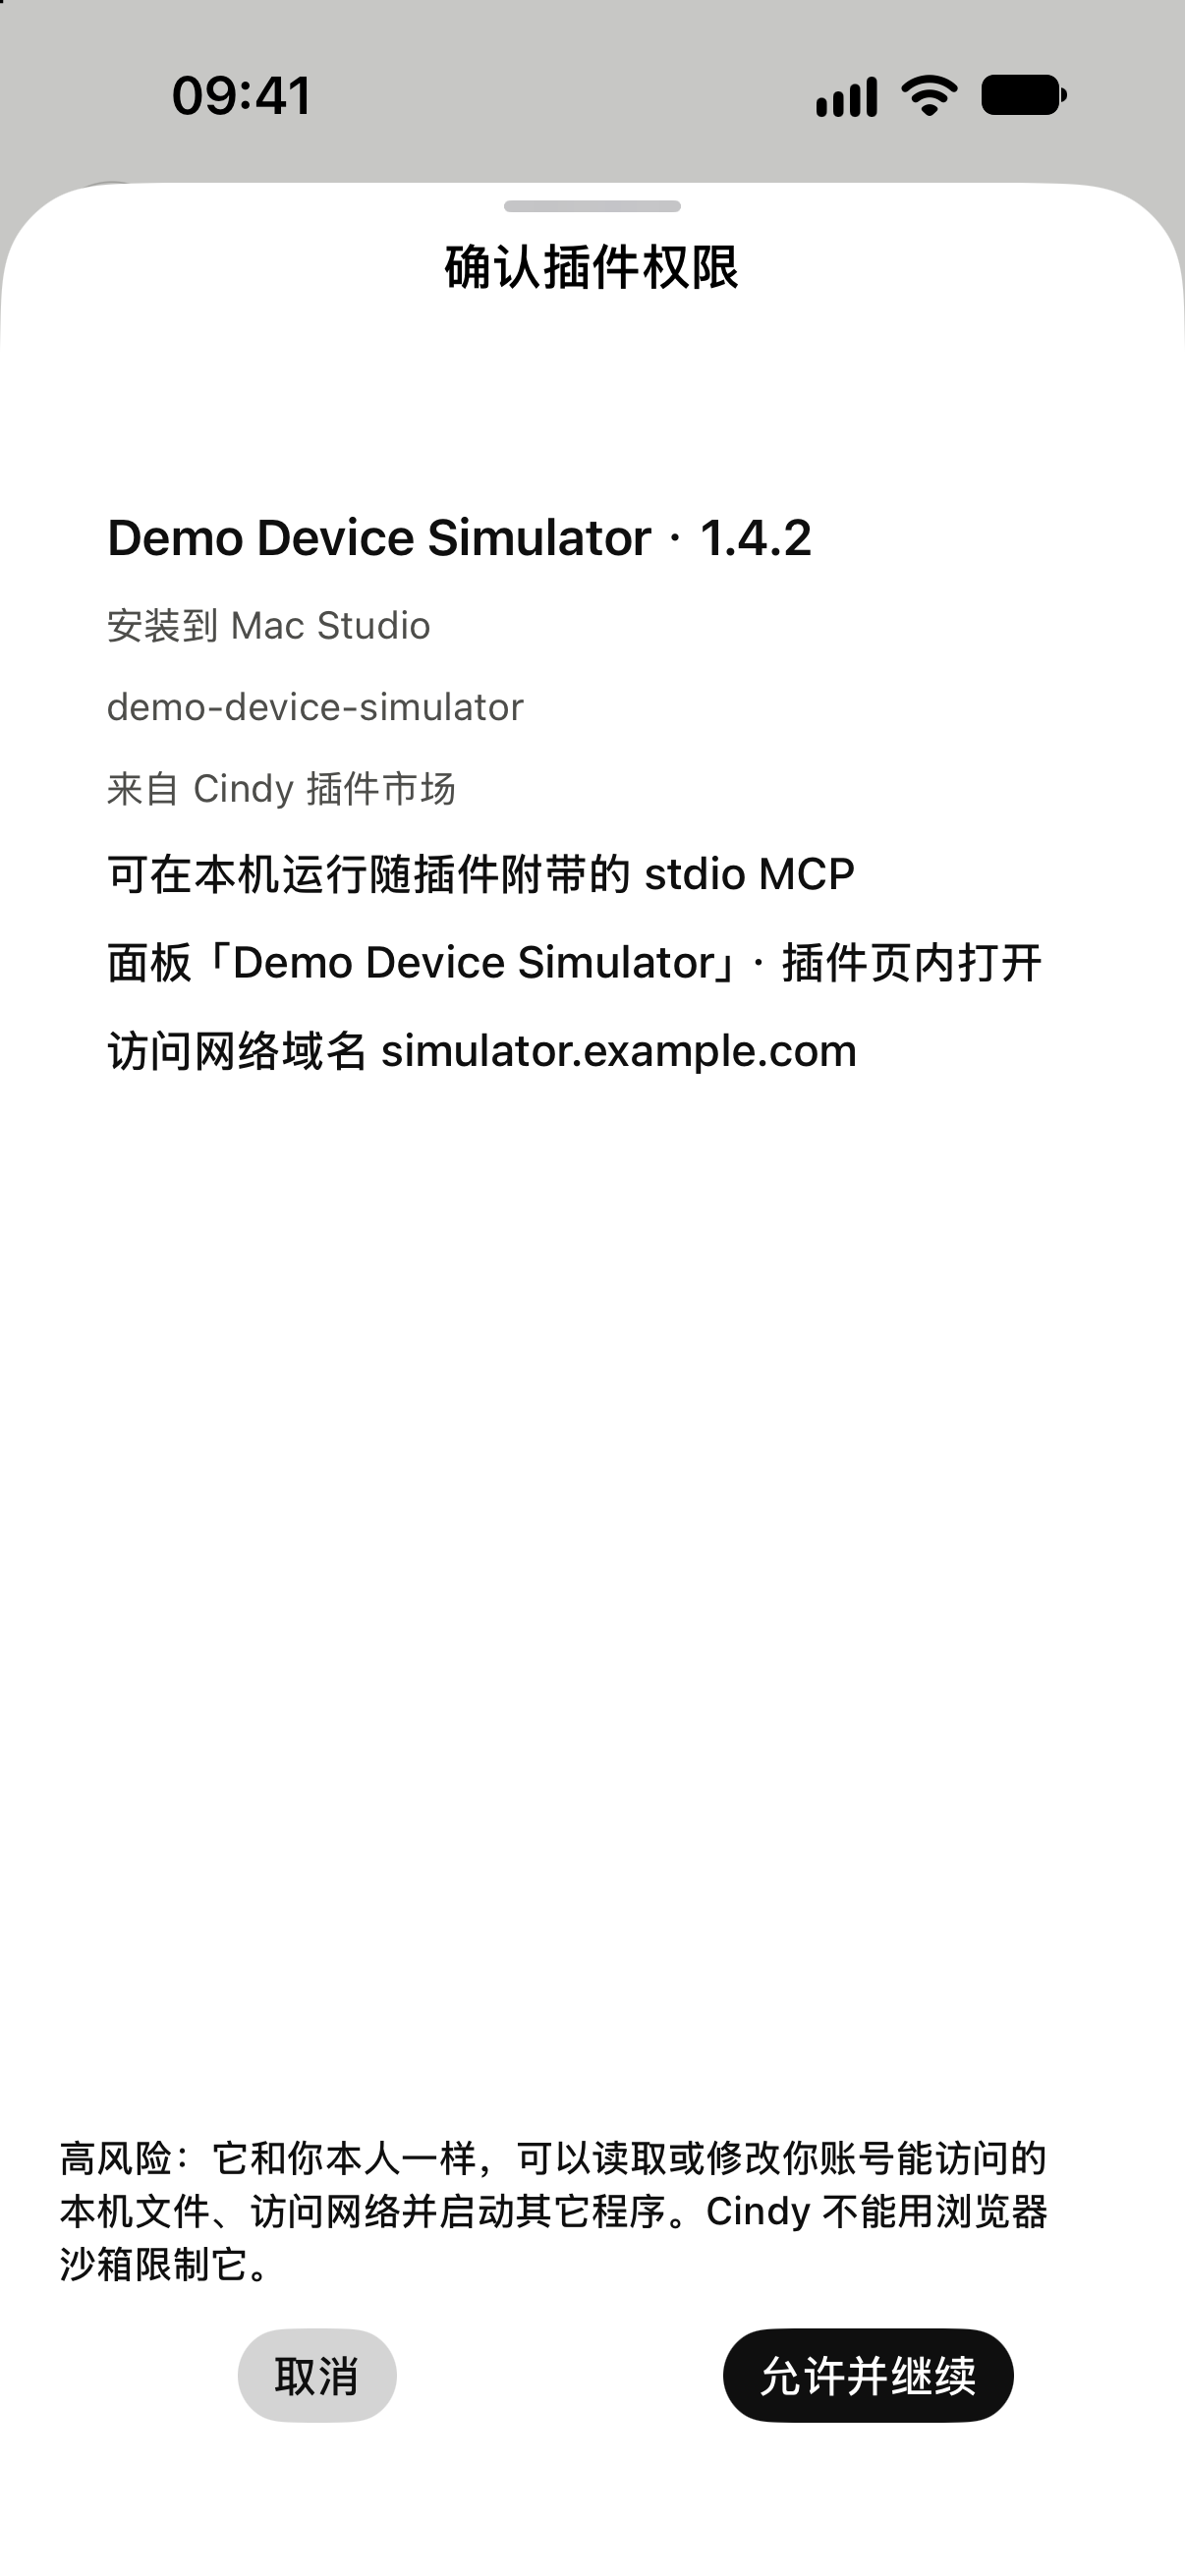 09:41
确认插件权限
Demo Device Simulator · 1.4.2
安装到 Mac Studio
demo-device-simulator
来自 Cindy 插件市场
可在本机运行随插件附带的 stdio MCP
面板「Demo Device Simulator」· 插件页内打开
访问网络域名 simulator.example.com
高风险：它和你本人一样，可以读取或修改你账号能访问的
本机文件、访问网络并启动其它程序。Cindy 不能用浏览器
沙箱限制它。
取消
允许并继续